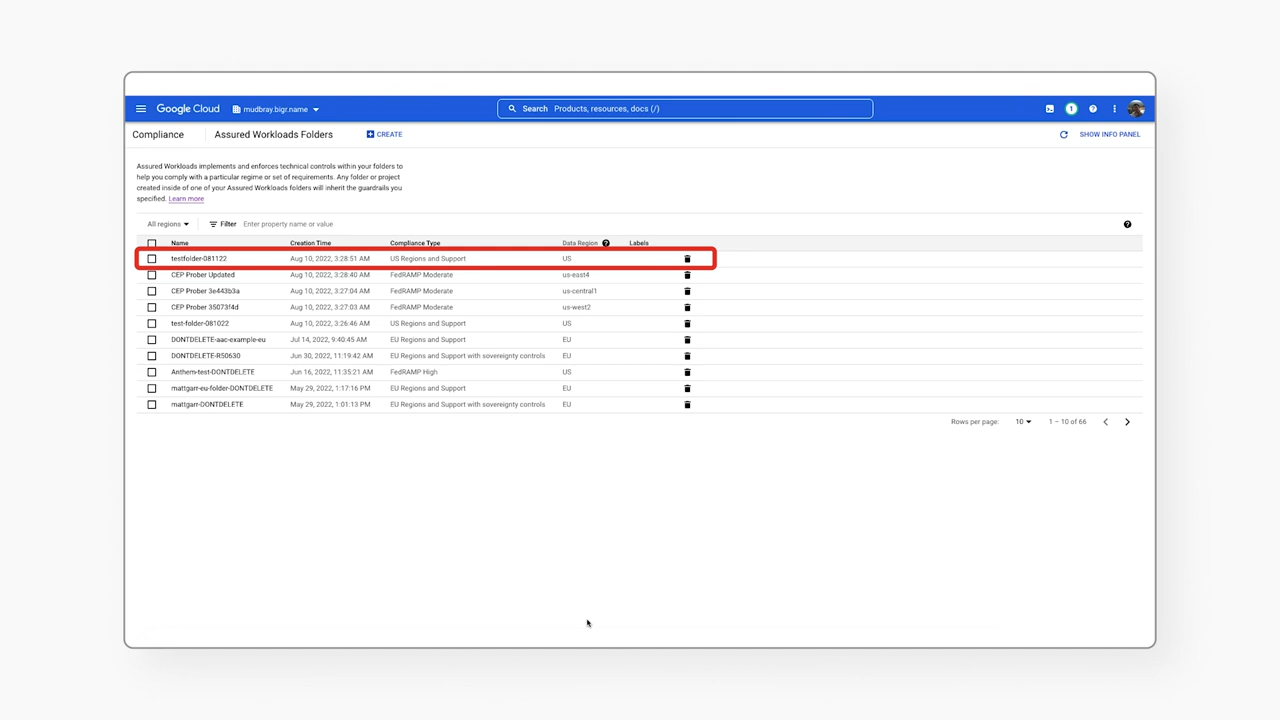 Google Cloud mudbray.bigr.name Search Products, resources, docs (/) 1
Compliance Assured Workloads Folders CREATE SHOW INFO PANEL
Assured Workloads implements and enforces technical controls within your folders to
help you comply with a particular regime or set of requirements. Any folder or project
created inside of one of your Assured Workloads folders will inherit the guardrails you
specified. Learn more
All regions Filter Enter property name or value
Name Creation Time Compliance Type Data Region Labels
testfolder-081122 Aug 10, 2022, 3:28:51 AM US Regions and Support US
CEP Prober Updated Aug 10, 2022, 3:28:40 AM FedRAMP Moderate us-east4
CEP Prober 3e443b3a Aug 10, 2022, 3:27:04 AM FedRAMP Moderate us-central1
CEP Prober 35073f4d Aug 10, 2022, 3:27:03 AM FedRAMP Moderate us-west2
test-folder-081022 Aug 10, 2022, 3:26:46 AM US Regions and Support US
DONTDELETE-aac-example-eu Jul 14, 2022, 9:40:45 AM EU Regions and Support EU
DONTDELETE-R50630 Jun 30, 2022, 11:19:42 AM EU Regions and Support with sovereignty controls EU
Anthem-test-DONTDELETE Jun 16, 2022, 11:35:21 AM FedRAMP High US
mattgarr-eu-folder-DONTDELETE May 29, 2022, 1:17:16 PM EU Regions and Support EU
mattgarr-DONTDELETE May 29, 2022, 1:01:13 PM EU Regions and Support with sovereignty controls EU
Rows per page: 10 1 – 10 of 66